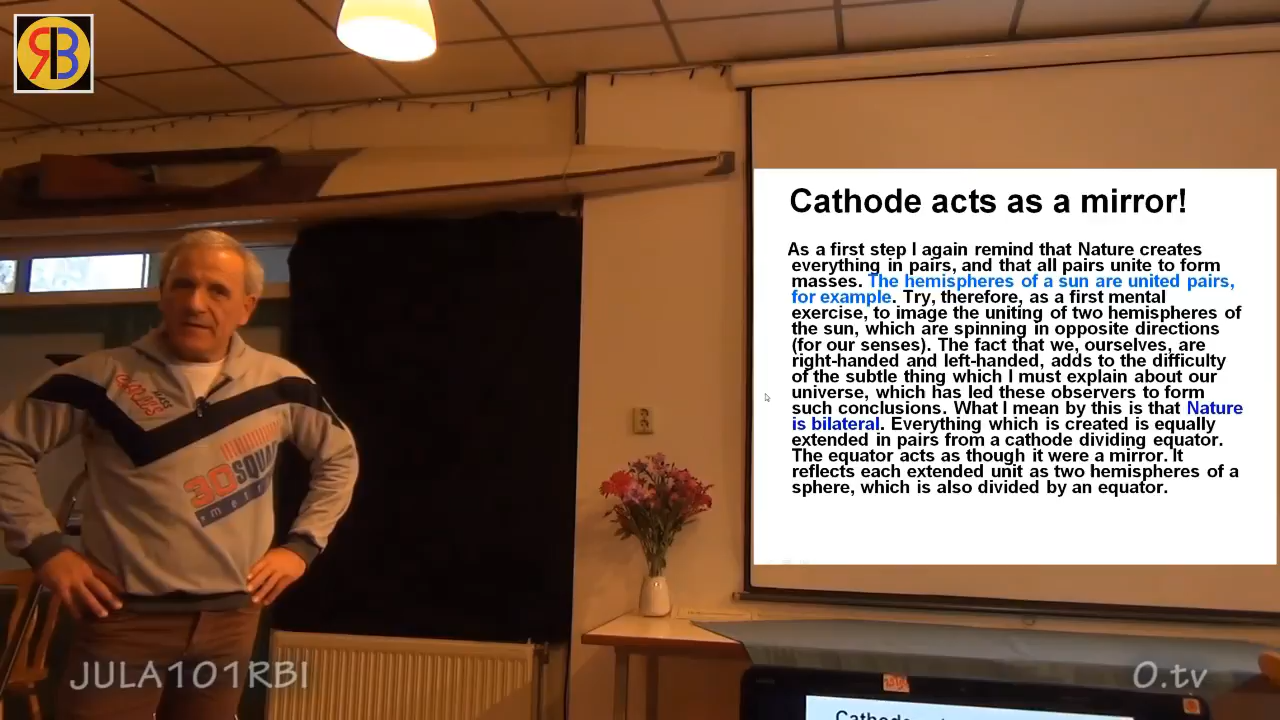 RB
Cathode acts as a mirror!
As a first step I again remind that Nature creates
everything in pairs, and that all pairs unite to form
masses. The hemispheres of a sun are united pairs,
for example. Try, therefore, as a first mental
exercise, to image the uniting of two hemispheres of
the sun, which are spinning in opposite directions
(for our senses). The fact that we, ourselves, are
right-handed and left-handed, adds to the difficulty
of the subtle thing which I must explain about our
universe, which has led these observers to form
such conclusions. What I mean by this is that Nature
is bilateral. Everything which is created is equally
extended in pairs from a cathode dividing equator.
The equator acts as though it were a mirror. It
reflects each extended unit as two hemispheres of a
sphere, which is also divided by an equator.
30SQUA
JULA101RBI
O.tv